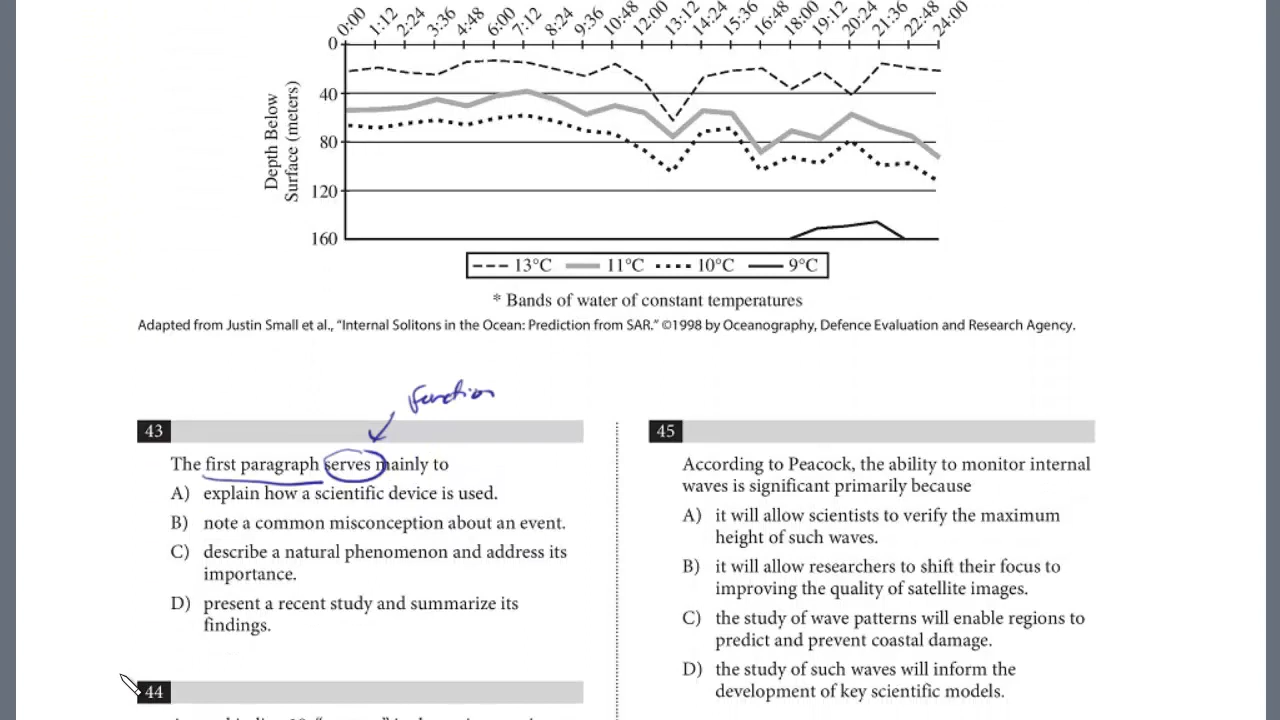 0:00 1:12 2:24 3:36 4:48 6:00 7:12 8:24 9:36 10:48 12:00 13:12 14:24 15:36 16:48 18:00 19:12 20:24 21:36 22:48 24:00
0
40
80
120
160
Depth Below
Surface (meters)
13°C 11°C 10°C 9°C
* Bands of water of constant temperatures
Adapted from Justin Small et al., “Internal Solitons in the Ocean: Prediction from SAR.” ©1998 by Oceanography, Defence Evaluation and Research Agency.
Function
43
The first paragraph serves mainly to
A) explain how a scientific device is used.
B) note a common misconception about an event.
C) describe a natural phenomenon and address its
importance.
D) present a recent study and summarize its
findings.
44
45
According to Peacock, the ability to monitor internal
waves is significant primarily because
A) it will allow scientists to verify the maximum
height of such waves.
B) it will allow researchers to shift their focus to
improving the quality of satellite images.
C) the study of wave patterns will enable regions to
predict and prevent coastal damage.
D) the study of such waves will inform the
development of key scientific models.